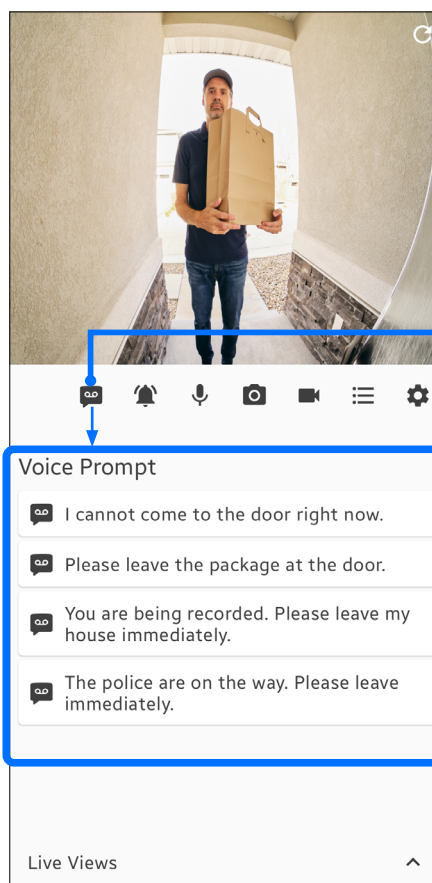 Voice Prompt
I cannot come to the door right now.
Please leave the package at the door.
You are being recorded. Please leave my
house immediately.
The police are on the way. Please leave
immediately.
Live Views